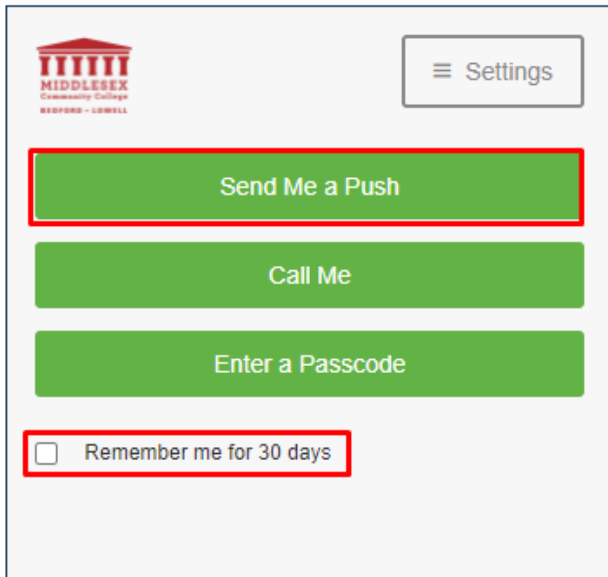 MIDDLESEX
Community College
BEDFORD - LOWELL
≡ Settings
Send Me a Push
Call Me
Enter a Passcode
Remember me for 30 days